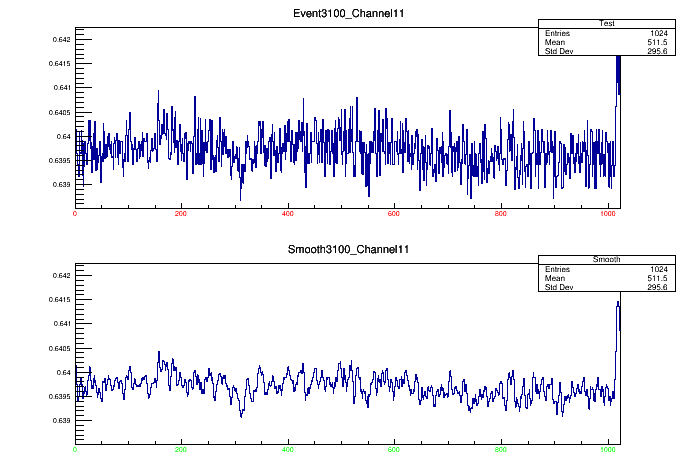 Event3100_Channel11
Test
Entries 1024
Mean 511.5
Std Dev 295.6
0.642
0.6415
0.641
0.6405
0.64
0.6395
0.639
0 200 400 600 800 1000
Smooth3100_Channel11
Smooth
Entries 1024
Mean 511.5
Std Dev 295.6
0.642
0.6415
0.641
0.6405
0.64
0.6395
0.639
0 200 400 600 800 1000